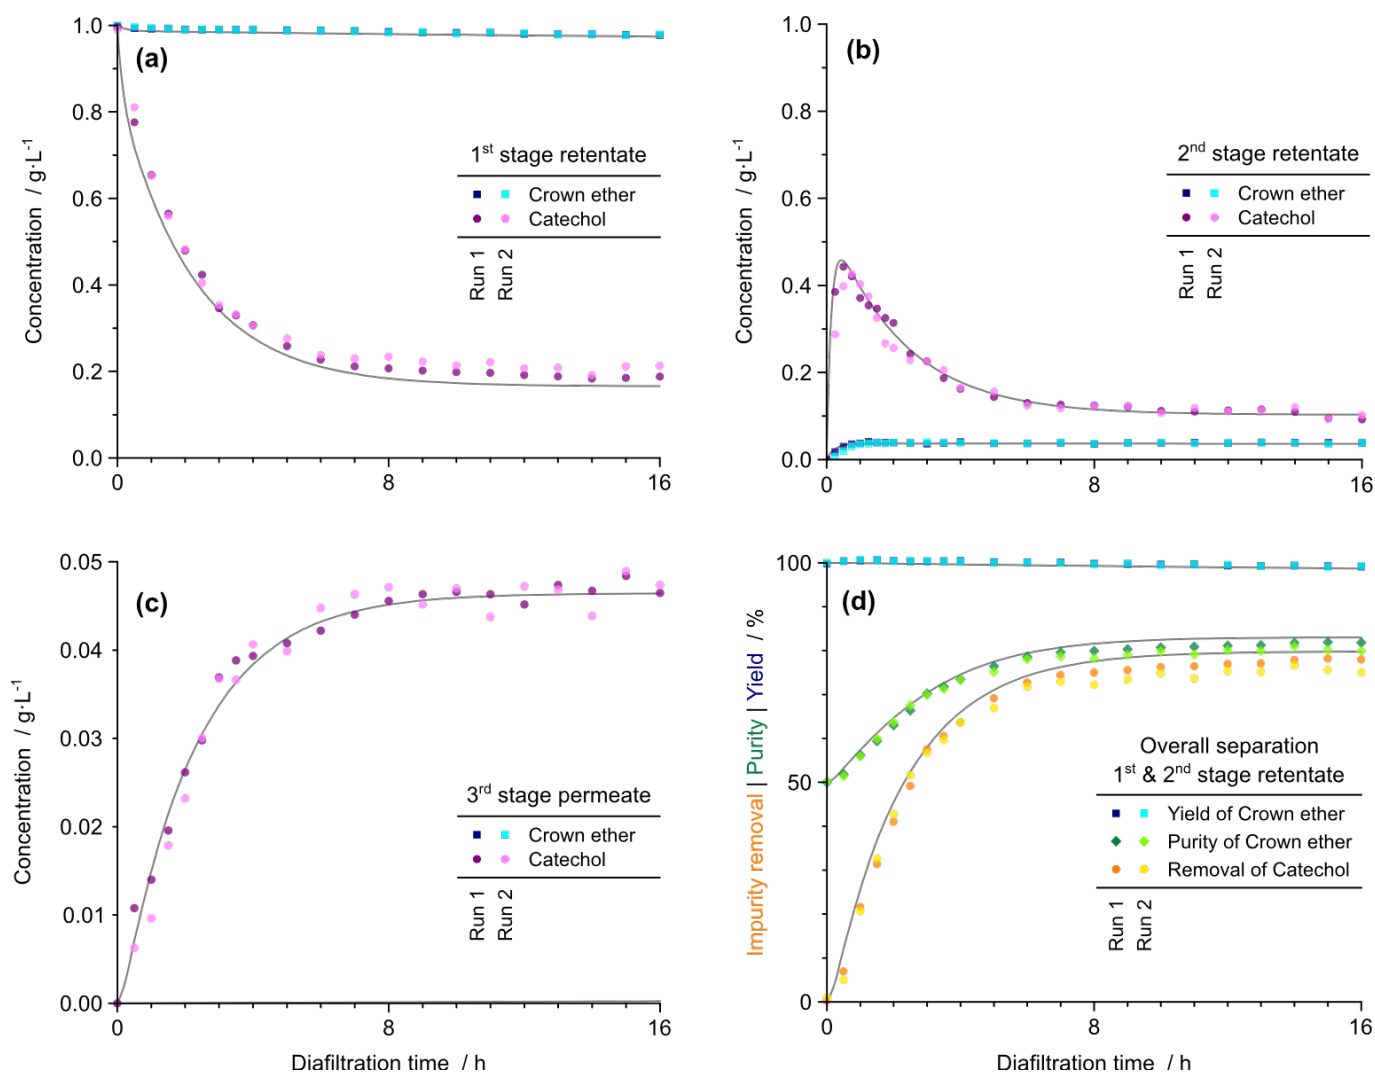 (a)
Concentration / g·L⁻¹
1.0
0.8
0.6
0.4
0.2
0.0
0
8
16
1ˢᵗ stage retentate
Crown ether
Catechol
Run 1
Run 2
(b)
Concentration / g·L⁻¹
1.0
0.8
0.6
0.4
0.2
0.0
0
8
16
2ⁿᵈ stage retentate
Crown ether
Catechol
Run 1
Run 2
(c)
Concentration / g·L⁻¹
0.05
0.04
0.03
0.02
0.01
0.00
0
8
16
Diafiltration time / h
3ʳᵈ stage permeate
Crown ether
Catechol
Run 1
Run 2
(d)
Impurity removal | Purity | Yield / %
100
50
0
0
8
16
Diafiltration time / h
Overall separation
1ˢᵗ & 2ⁿᵈ stage retentate
Yield of Crown ether
Purity of Crown ether
Removal of Catechol
Run 1
Run 2